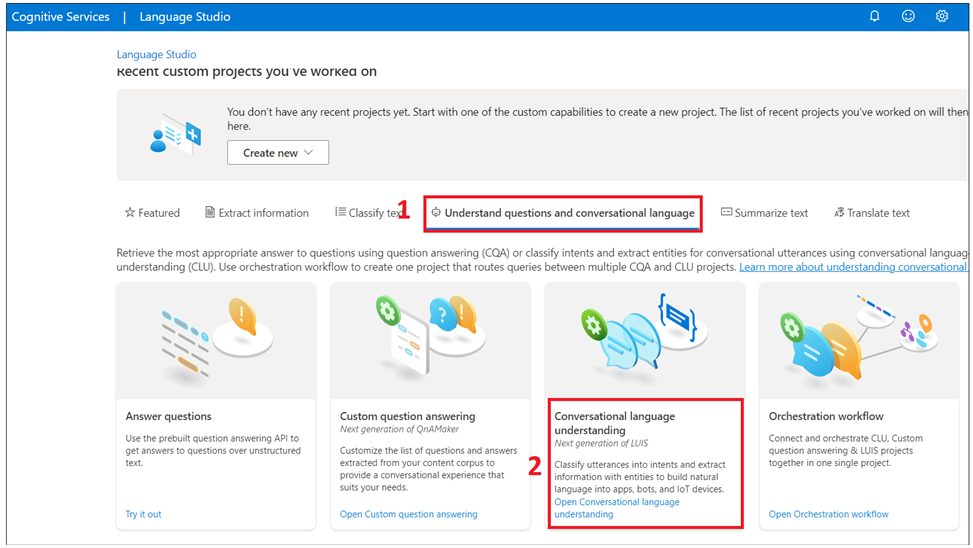 Cognitive Services | Language Studio
Language Studio
Recent custom projects you've worked on
You don't have any recent projects yet. Start with one of the custom capabilities to create a new project. The list of recent projects you've worked on will then
here.
Create new
Featured
Extract information
Classify text
1
Understand questions and conversational language
Summarize text
Translate text
Retrieve the most appropriate answer to questions using question answering (CQA) or classify intents and extract entities for conversational utterances using conversational languag
understanding (CLU). Use orchestration workflow to create one project that routes queries between multiple CQA and CLU projects. Learn more about understanding conversational
Answer questions
Use the prebuilt question answering API to
get answers to questions over unstructured
text.
Try it out
Custom question answering
Next generation of QnAMaker
Customize the list of questions and answers
extracted from your content corpus to
provide a conversational experience that
suits your needs.
Open Custom question answering
2
Conversational language
understanding
Next generation of LUIS
Classify utterances into intents and extract
information with entities to build natural
language into apps, bots, and IoT devices.
Open Conversational language
understanding
Orchestration workflow
Connect and orchestrate CLU, Custom
question answering & LUIS projects
together in one single project.
Open Orchestration workflow